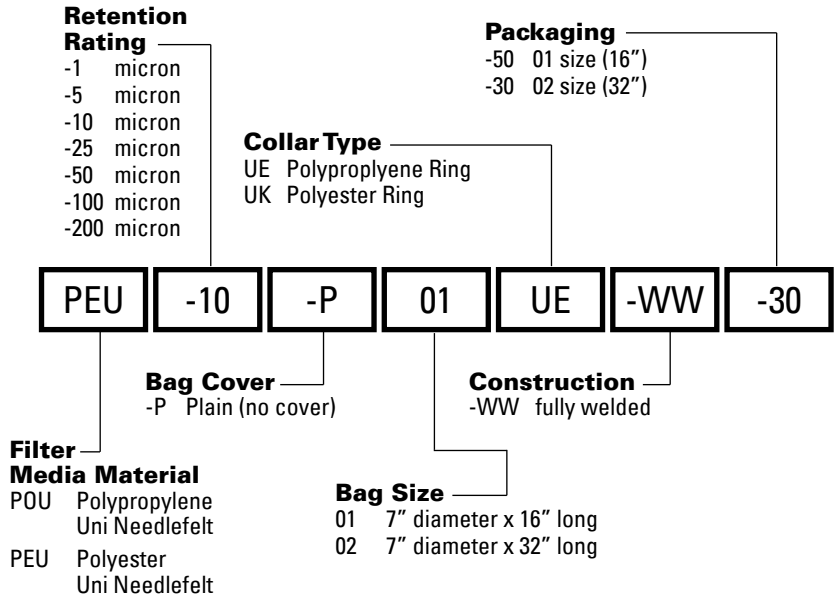 Retention
Rating
-1 micron
-5 micron
-10 micron
-25 micron
-50 micron
-100 micron
-200 micron
Collar Type
UE Polyproplyene Ring
UK Polyester Ring
Packaging
-50 01 size (16″)
-30 02 size (32″)
PEU -10 -P 01 UE -WW -30
Bag Cover
-P Plain (no cover)
Construction
-WW fully welded
Filter
Media Material
POU Polypropylene
Uni Needlefelt
PEU Polyester
Uni Needlefelt
Bag Size
01 7″ diameter x 16″ long
02 7″ diameter x 32″ long